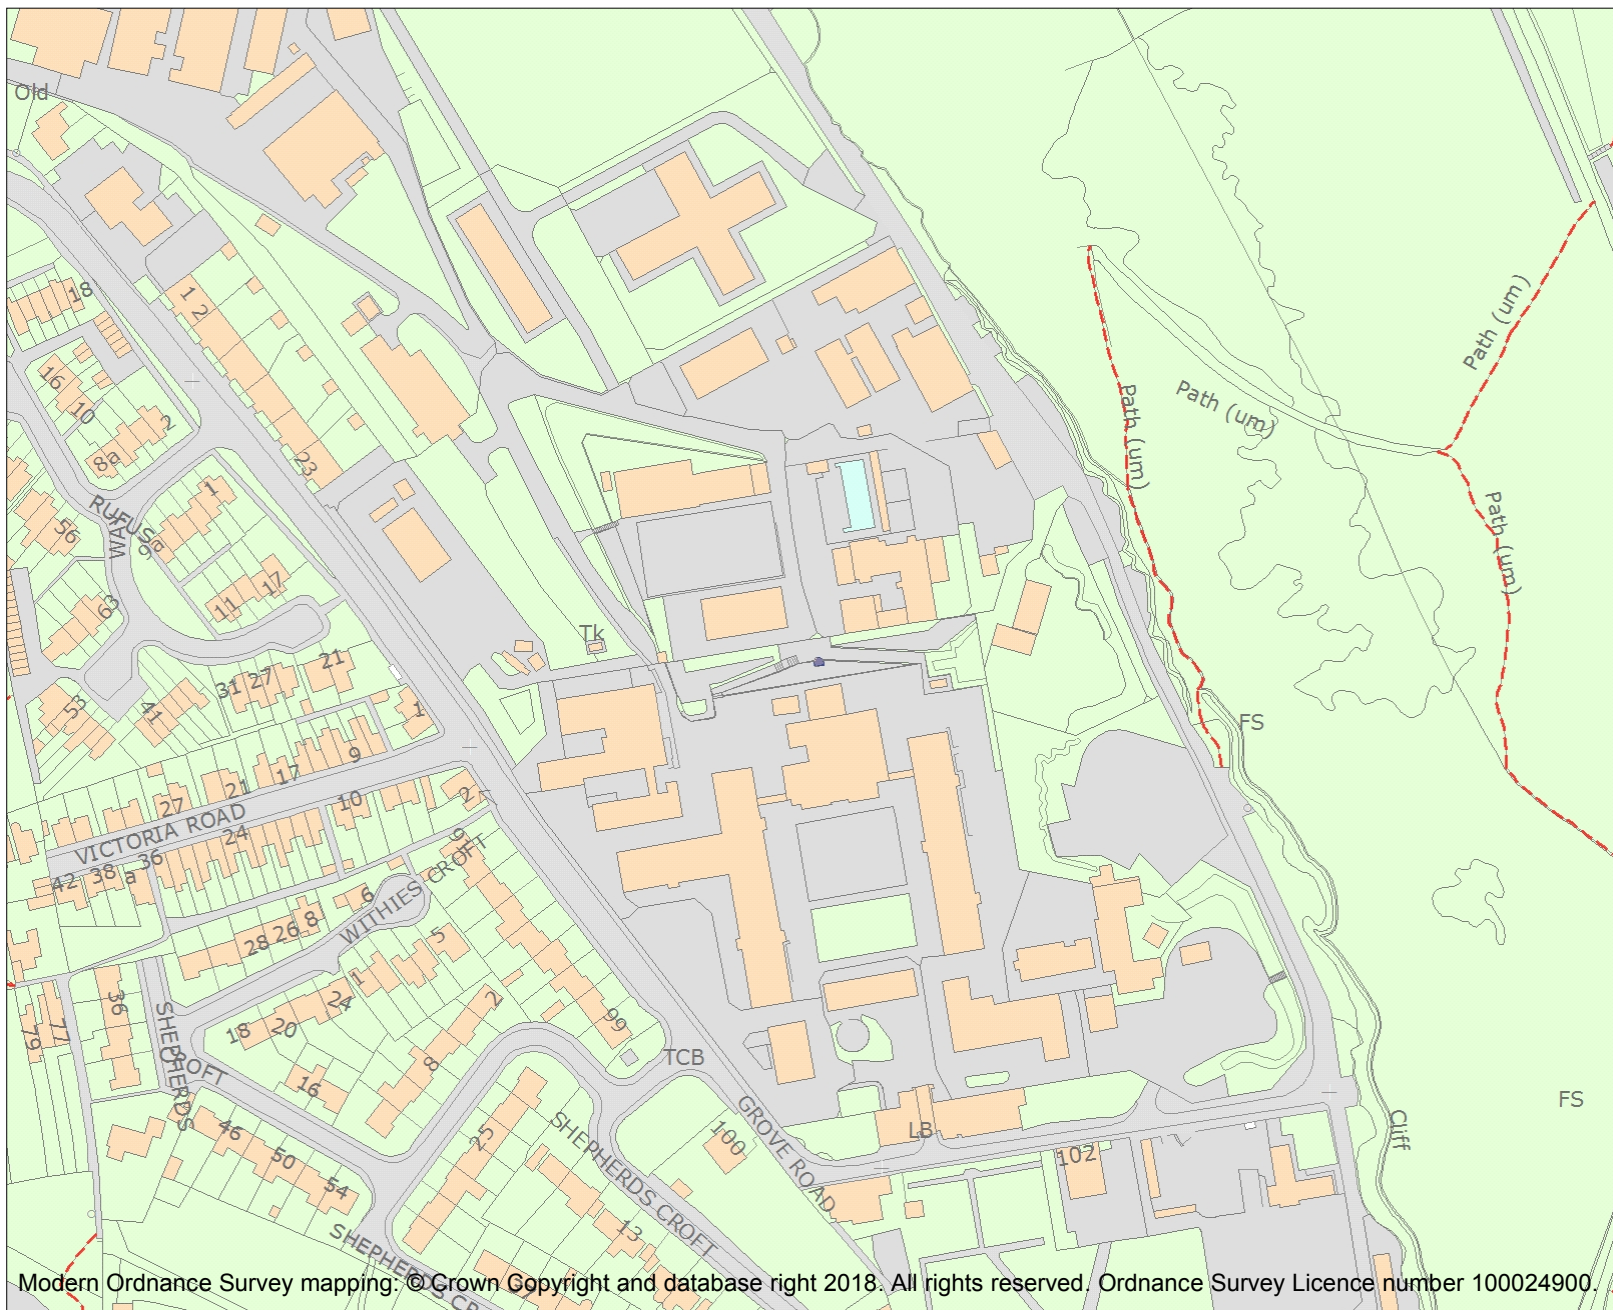 Old
18
1 2
16
10
2
8a
23
RUFUS
WAY
1
9
56
63
11
17
Tk
Path (um)
Path (um)
Path (um)
Path (um)
21
31 27
53
41
1
9
17
21
27
VICTORIA ROAD
10
2
24
36
42 38 a
FS
91
WITHIES CROFT
6
8
28 26
5
1
24
18 20
36
79
77
SHEPHERDS
CROFT
2
8
16
99
TCB
46
50
54
25
SHEPHERDS CROFT
100
GROVE ROAD
LB
102
13
FS
Cliff
SHEPHERDS CR
37
Modern Ordnance Survey mapping: © Crown Copyright and database right 2018. All rights reserved. Ordnance Survey Licence number 100024900.